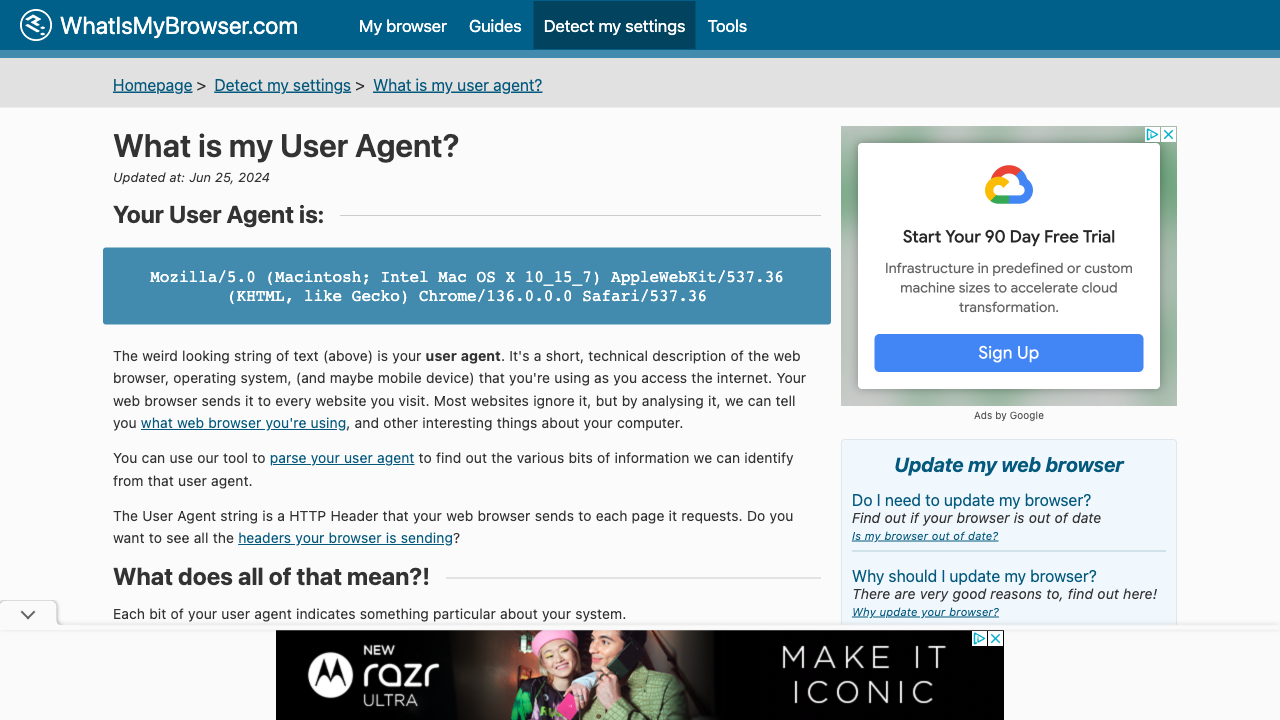 WhatIsMyBrowser.com
My browser
Guides
Detect my settings
Tools
Homepage > Detect my settings > What is my user agent?
What is my User Agent?
Updated at: Jun 25, 2024
Your User Agent is:
Mozilla/5.0 (Macintosh; Intel Mac OS X 10_15_7) AppleWebKit/537.36
(KHTML, like Gecko) Chrome/136.0.0.0 Safari/537.36
The weird looking string of text (above) is your user agent. It's a short, technical description of the web
browser, operating system, (and maybe mobile device) that you're using as you access the internet. Your
web browser sends it to every website you visit. Most websites ignore it, but by analysing it, we can tell
you what web browser you're using, and other interesting things about your computer.
You can use our tool to parse your user agent to find out the various bits of information we can identify
from that user agent.
The User Agent string is a HTTP Header that your web browser sends to each page it requests. Do you
want to see all the headers your browser is sending?
What does all of that mean?!
Each bit of your user agent indicates something particular about your system.
Start Your 90 Day Free Trial
Infrastructure in predefined or custom
machine sizes to accelerate cloud
transformation.
Sign Up
Ads by Google
Update my web browser
Do I need to update my browser?
Find out if your browser is out of date
Is my browser out of date?
Why should I update my browser?
There are very good reasons to, find out here!
Why update your browser?
NEW
razr
ULTRA
MAKE IT
ICONIC